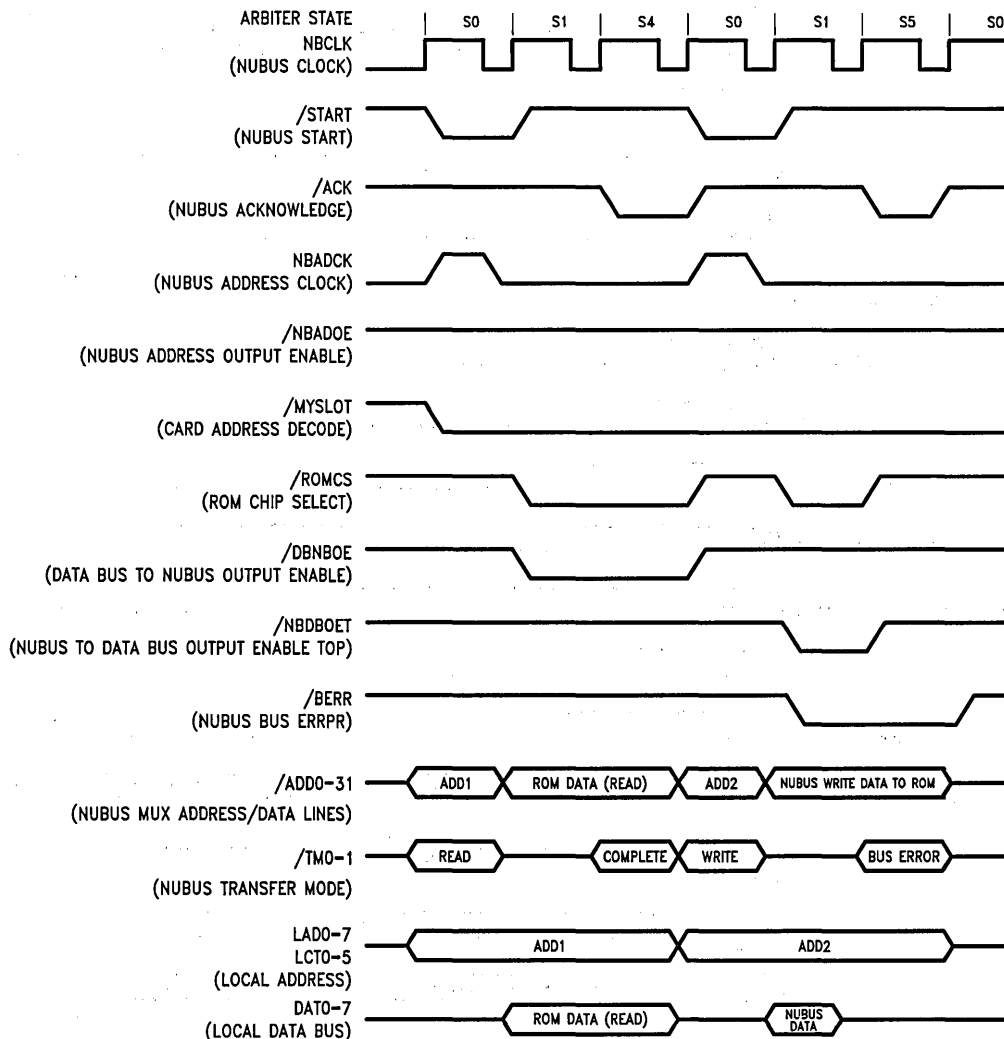 ARBITER STATE S0 S1 S4 S0 S1 S5 S0
NBCLK
(NUBUS CLOCK)
/START
(NUBUS START)
/ACK
(NUBUS ACKNOWLEDGE)
NBADCK
(NUBUS ADDRESS CLOCK)
/NBADOE
(NUBUS ADDRESS OUTPUT ENABLE)
/MYSLOT
(CARD ADDRESS DECODE)
/ROMCS
(ROM CHIP SELECT)
/DBNBOE
(DATA BUS TO NUBUS OUTPUT ENABLE)
/NBDBOET
(NUBUS TO DATA BUS OUTPUT ENABLE TOP)
/BERR
(NUBUS BUS ERRPR)
/ADD0-31 ADD1 ROM DATA (READ) ADD2 NUBUS WRITE DATA TO ROM
(NUBUS MUX ADDRESS/DATA LINES)
/TM0-1 READ COMPLETE WRITE BUS ERROR
(NUBUS TRANSFER MODE)
LAD0-7
LCT0-5 ADD1 ADD2
(LOCAL ADDRESS)
DAT0-7 ROM DATA (READ) NUBUS DATA
(LOCAL DATA BUS)